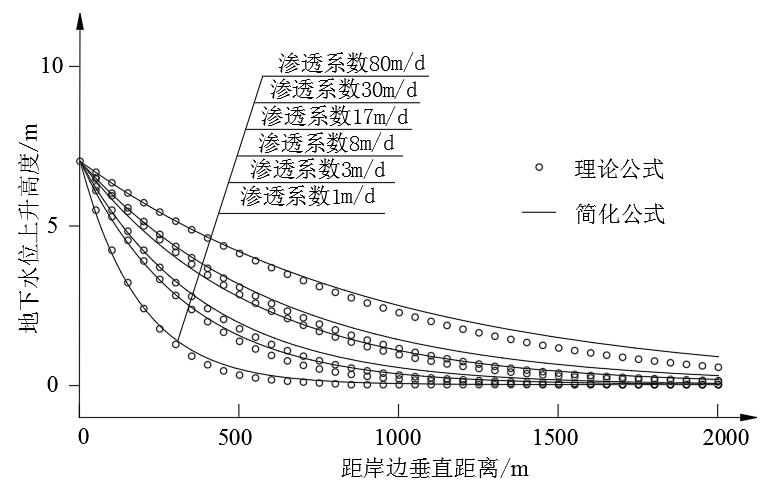 10
5
0
地下水位上升高度/m
渗透系数80m/d
渗透系数30m/d
渗透系数17m/d
渗透系数8m/d
渗透系数3m/d
渗透系数1m/d
理论公式
简化公式
0 500 1000 1500 2000
距岸边垂直距离/m